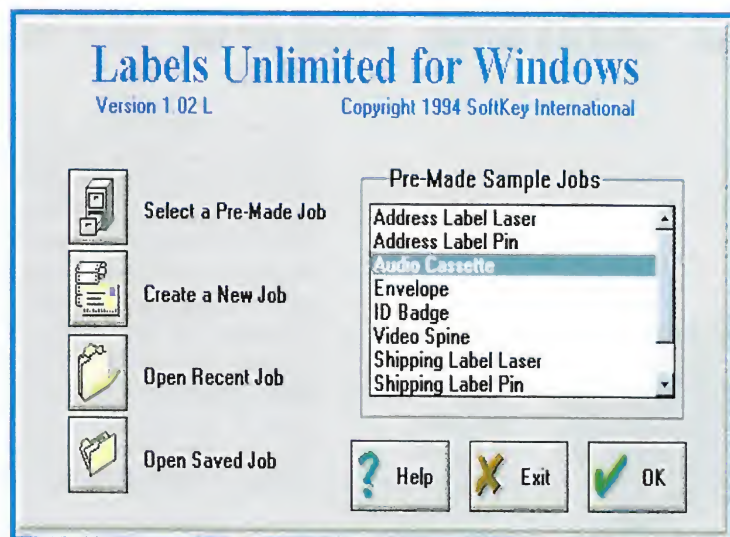 Labels Unlimited for Windows
Version 1.02 L
Copyright 1994 SoftKey International
Select a Pre-Made Job
Create a New Job
Open Recent Job
Open Saved Job
Pre-Made Sample Jobs
Address Label Laser
Address Label Pin
Audio Cassette
Envelope
ID Badge
Video Spine
Shipping Label Laser
Shipping Label Pin
Help
Exit
OK